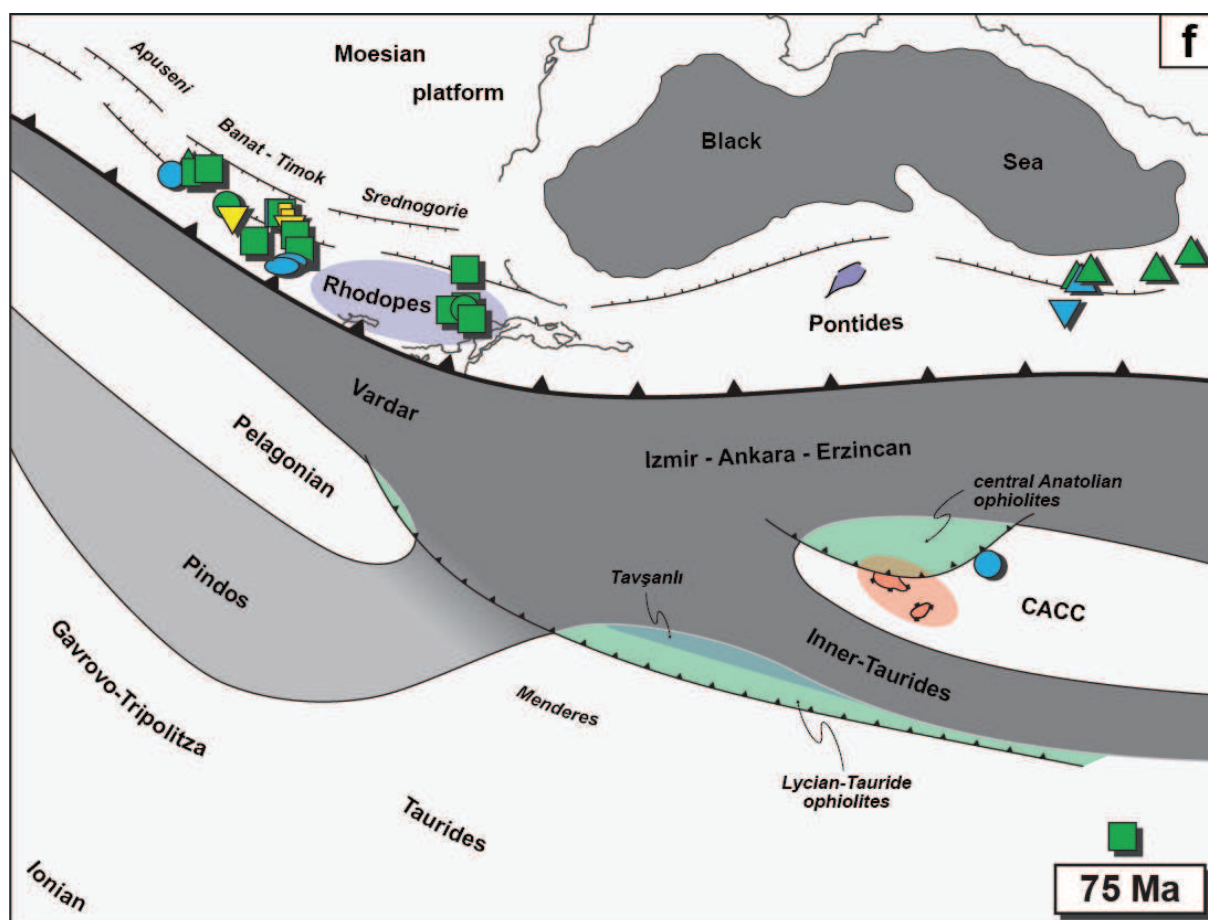 f
Apuseni
Moesian
platform
Banat - Timok
Black
Sea
Srednogorie
Rhodopes
Pontides
Vardar
Pelagonian
Izmir - Ankara - Erzincan
central Anatolian
ophiolites
Pindos
Tavşanlı
CACC
Inner-Taurides
Gavrovo-Tripolitza
Menderes
Lycian-Tauride
ophiolites
Taurides
Ionian
75 Ma